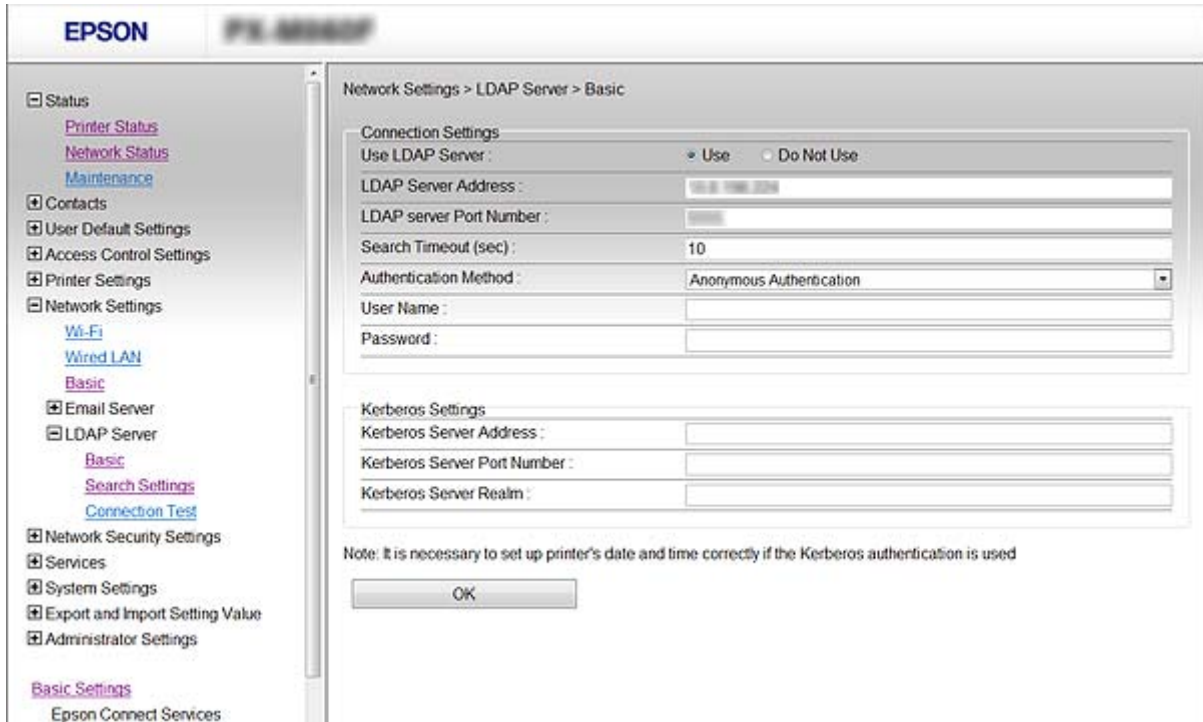 EPSON
Status
Printer Status
Network Status
Maintenance
Contacts
User Default Settings
Access Control Settings
Printer Settings
Network Settings
Wi-Fi
Wired LAN
Basic
Email Server
LDAP Server
Basic
Search Settings
Connection Test
Network Security Settings
Services
System Settings
Export and Import Setting Value
Administrator Settings
Basic Settings
Epson Connect Services
Network Settings > LDAP Server > Basic
Connection Settings
Use LDAP Server : Use Do Not Use
LDAP Server Address :
LDAP server Port Number :
Search Timeout (sec) : 10
Authentication Method : Anonymous Authentication
User Name :
Password :
Kerberos Settings
Kerberos Server Address :
Kerberos Server Port Number :
Kerberos Server Realm :
Note: It is necessary to set up printer's date and time correctly if the Kerberos authentication is used
OK